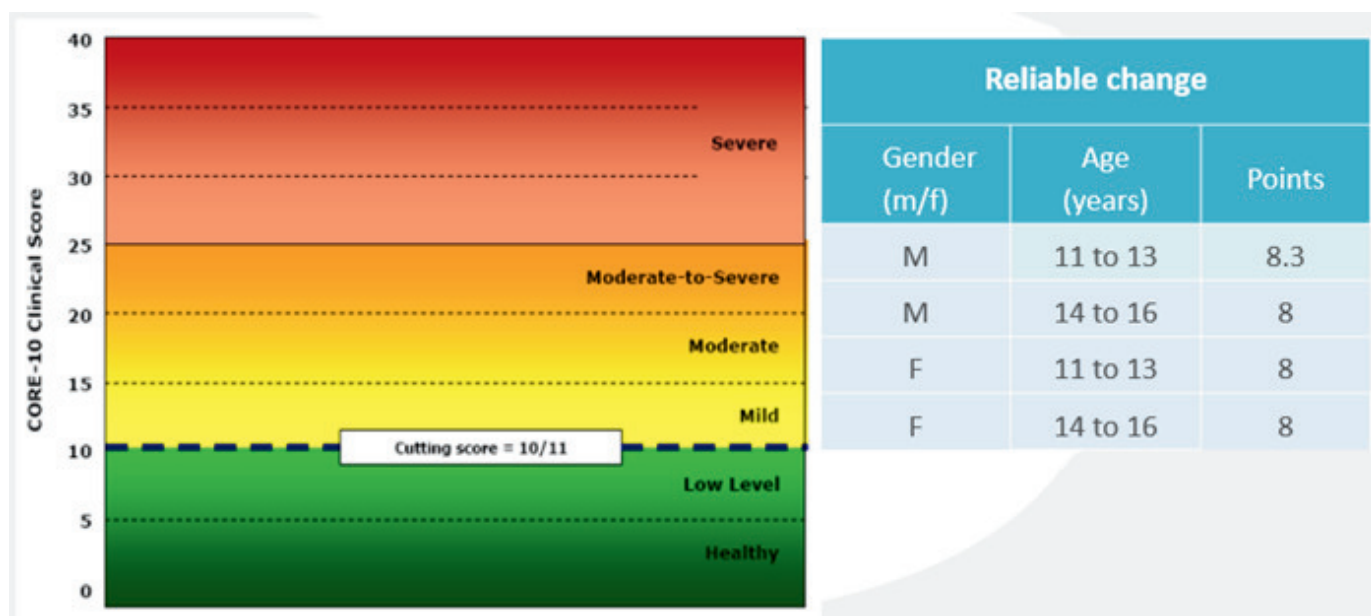 CORE-10 Clinical Score
40
35
30
25
20
15
10
5
0
Severe
Moderate-to-Severe
Moderate
Mild
Cutting score = 10/11
Low Level
Healthy
Reliable change
Gender (m/f) Age (years) Points
M 11 to 13 8.3
M 14 to 16 8
F 11 to 13 8
F 14 to 16 8